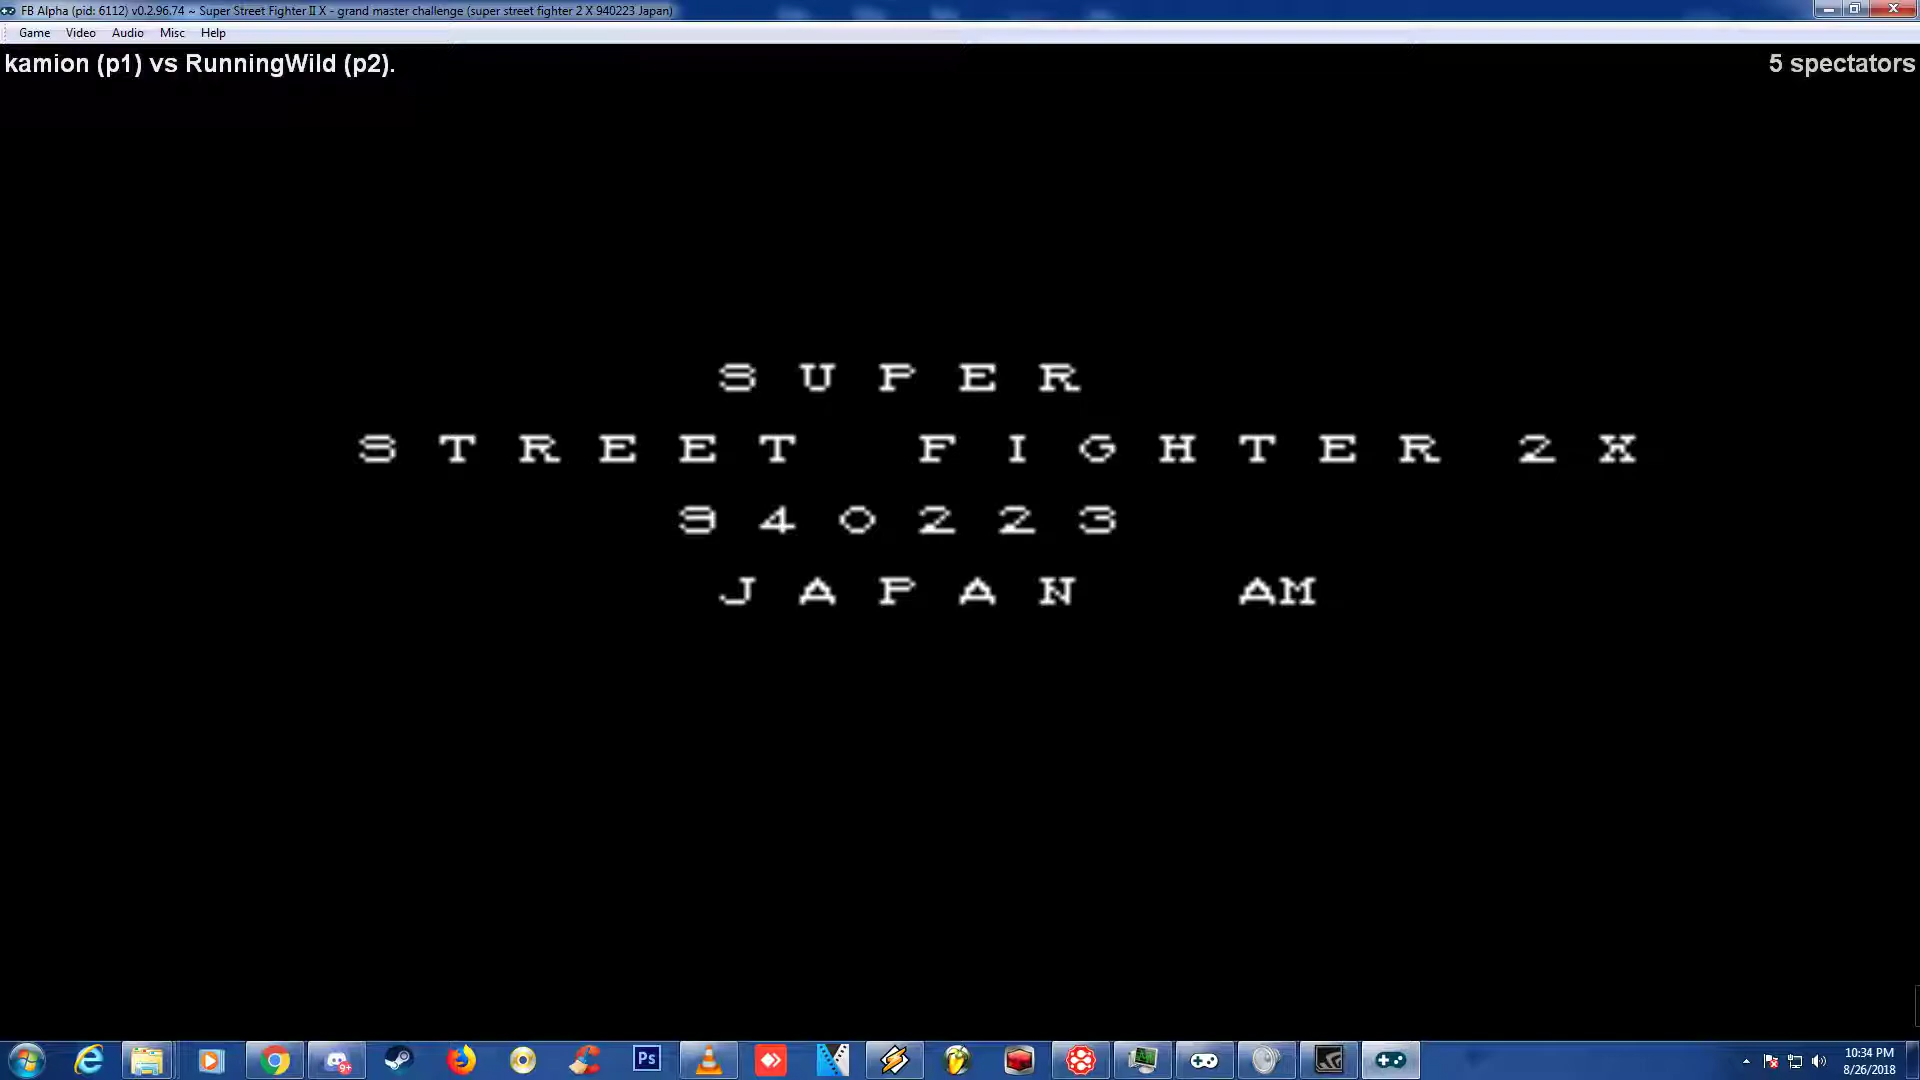 FB Alpha (pid: 6112) v0.2.96.74 ~ Super Street Fighter II X - grand master challenge (super street fighter 2 X 940223 Japan)
Game Video Audio Misc Help
kamion (p1) vs RunningWild (p2). 5 spectators
SUPER
STREET FIGHTER 2X
940223
JAPAN AM
Ps
9+
10:34 PM
8/26/2018